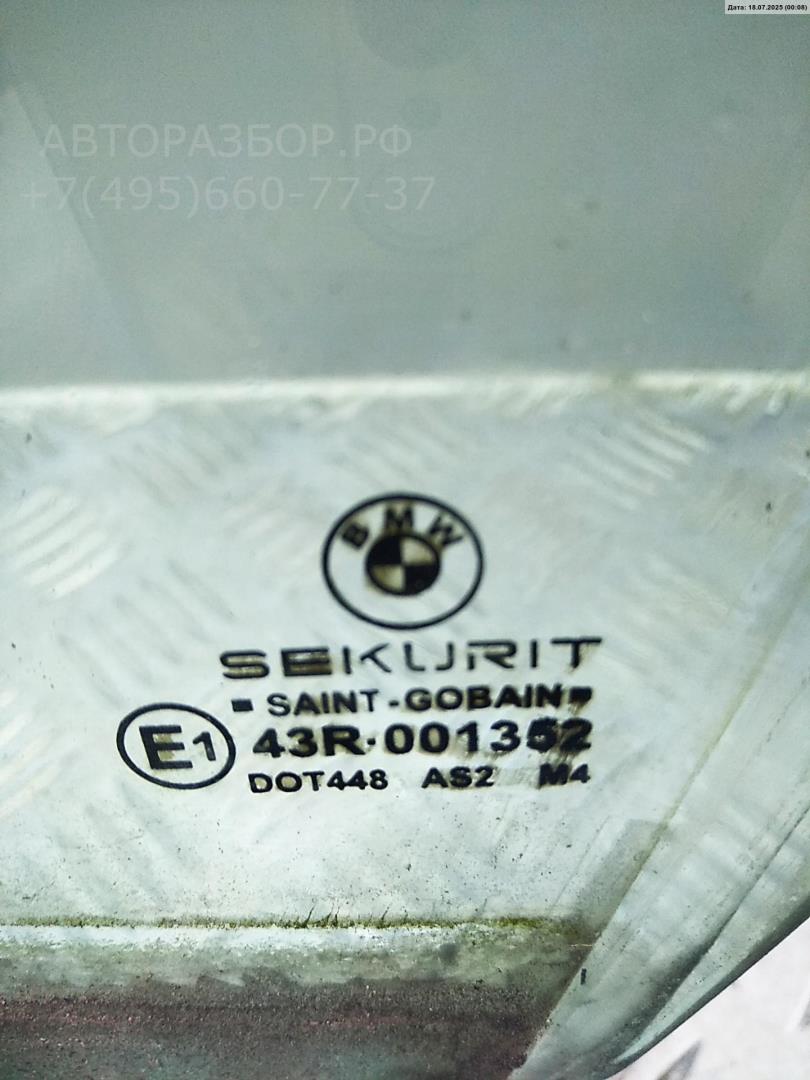 Дата: 18.07.2025 (00:08)
АВТОРАЗБОР.РФ
+7(495)660-77-37
BMW
SEKURIT
SAINT-GOBAIN
E1 43R-001352
DOT448 AS2 M4